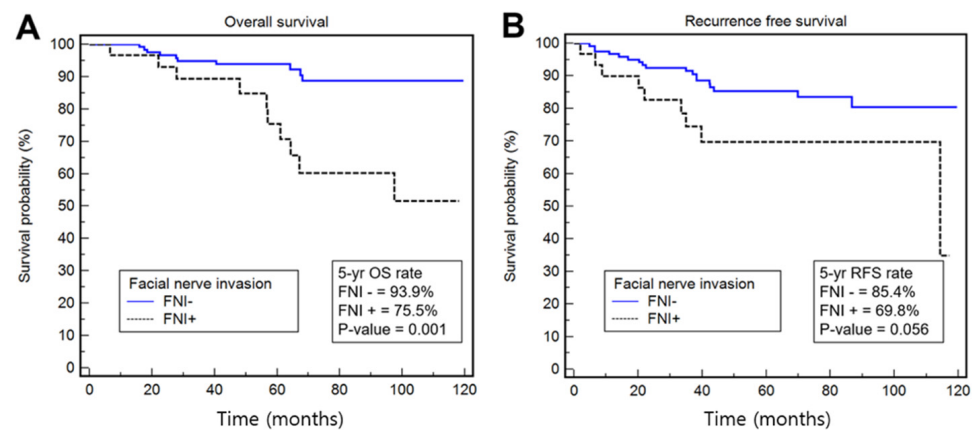 A
Overall survival
Survival probability (%)
100
90
80
70
60
50
40
30
20
10
0
Facial nerve invasion
FNI-
FNI+
5-yr OS rate
FNI - = 93.9%
FNI + = 75.5%
P-value = 0.001
0 20 40 60 80 100 120
Time (months)
B
Recurrence free survival
Survival probability (%)
100
90
80
70
60
50
40
30
20
10
0
Facial nerve invasion
FNI-
FNI+
5-yr RFS rate
FNI - = 85.4%
FNI + = 69.8%
P-value = 0.056
0 20 40 60 80 100 120
Time (months)